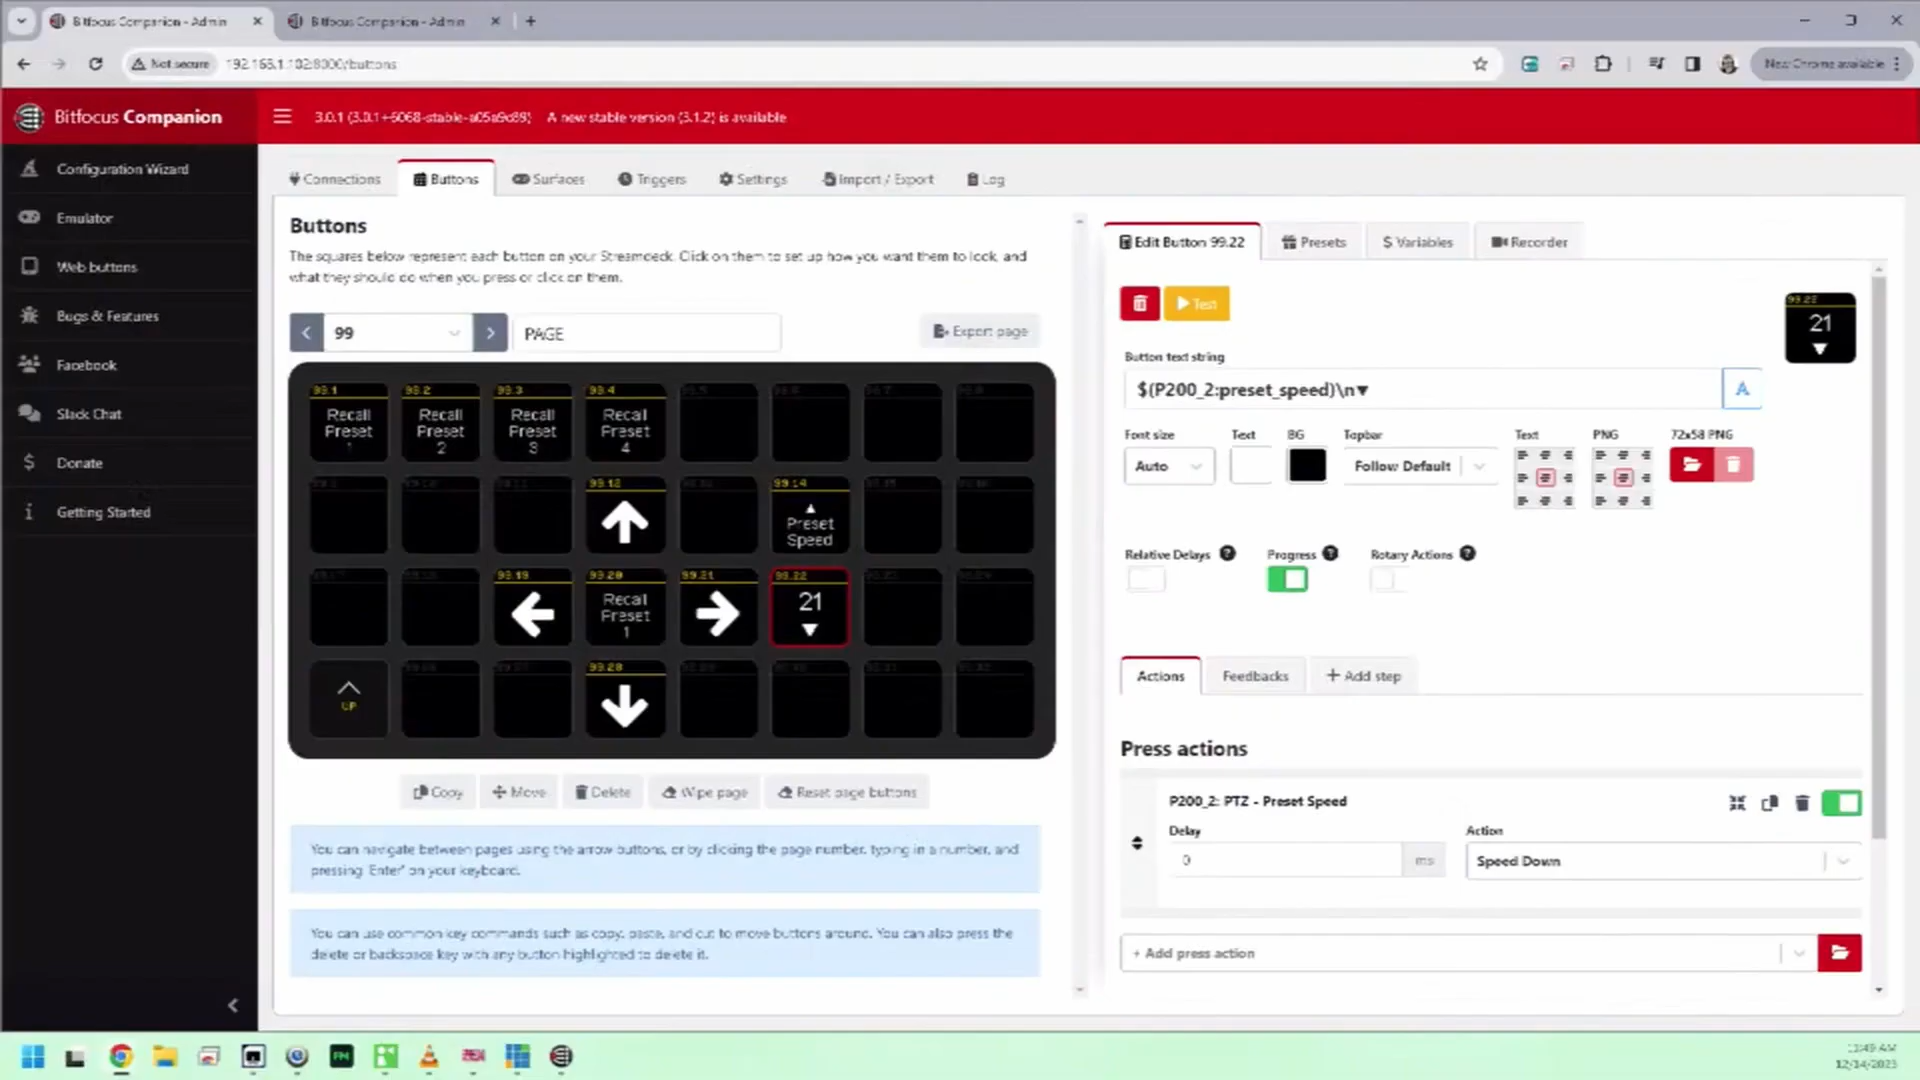 Bitfocus Companion - Admin
Bitfocus Companion - Admin
Not secure
192.168.1.102:8000/buttons
New Chrome available
Bitfocus Companion
3.0.1 (3.0.1+6068-stable-a05a9c89)
A new stable version (3.1.2) is available
Configuration Wizard
Emulator
Web buttons
Bugs & Features
Facebook
Slack Chat
Donate
Getting Started
Connections
Buttons
Surfaces
Triggers
Settings
Import / Export
Log
Buttons
The squares below represent each button on your Streamdeck. Click on them to set up how you want them to look, and
what they should do when you press or click on them.
99
PAGE
Export page
99.1
Recall
Preset
1
99.2
Recall
Preset
2
99.3
Recall
Preset
3
99.4
Recall
Preset
4
99.12
99.14
▲
Preset
Speed
99.19
99.20
Recall
Preset
1
99.21
99.22
21
▼
UP
99.28
Copy
Move
Delete
Wipe page
Reset page buttons
You can navigate between pages using the arrow buttons, or by clicking the page number, typing in a number, and
pressing 'Enter' on your keyboard.
You can use common key commands such as copy, paste, and cut to move buttons around. You can also press the
delete or backspace key with any button highlighted to delete it.
Edit Button 99.22
Presets
$ Variables
Recorder
Test
99.22
21
▼
Button text string
$(P200_2:preset_speed)\n▼
A
Font size
Text
BG
Topbar
Text
PNG
72x58 PNG
Auto
Follow Default
Relative Delays
Progress
Rotary Actions
Actions
Feedbacks
+ Add step
Press actions
P200_2: PTZ - Preset Speed
Delay
Action
0
ms
Speed Down
+ Add press action
11:49 AM
12/14/2023